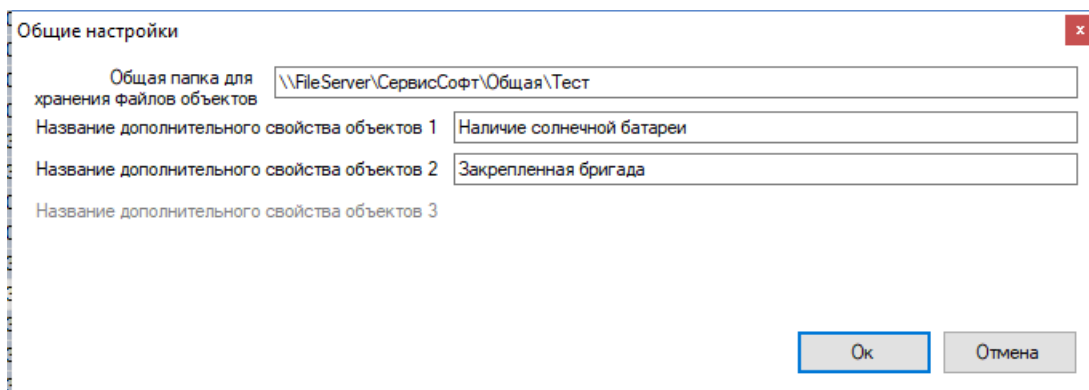 Общие настройки
x
Общая папка для
хранения файлов объектов
\\FileServer\СервисСофт\Общая\Тест
Название дополнительного свойства объектов 1
Наличие солнечной батареи
Название дополнительного свойства объектов 2
Закрепленная бригада
Название дополнительного свойства объектов 3
Ок
Отмена